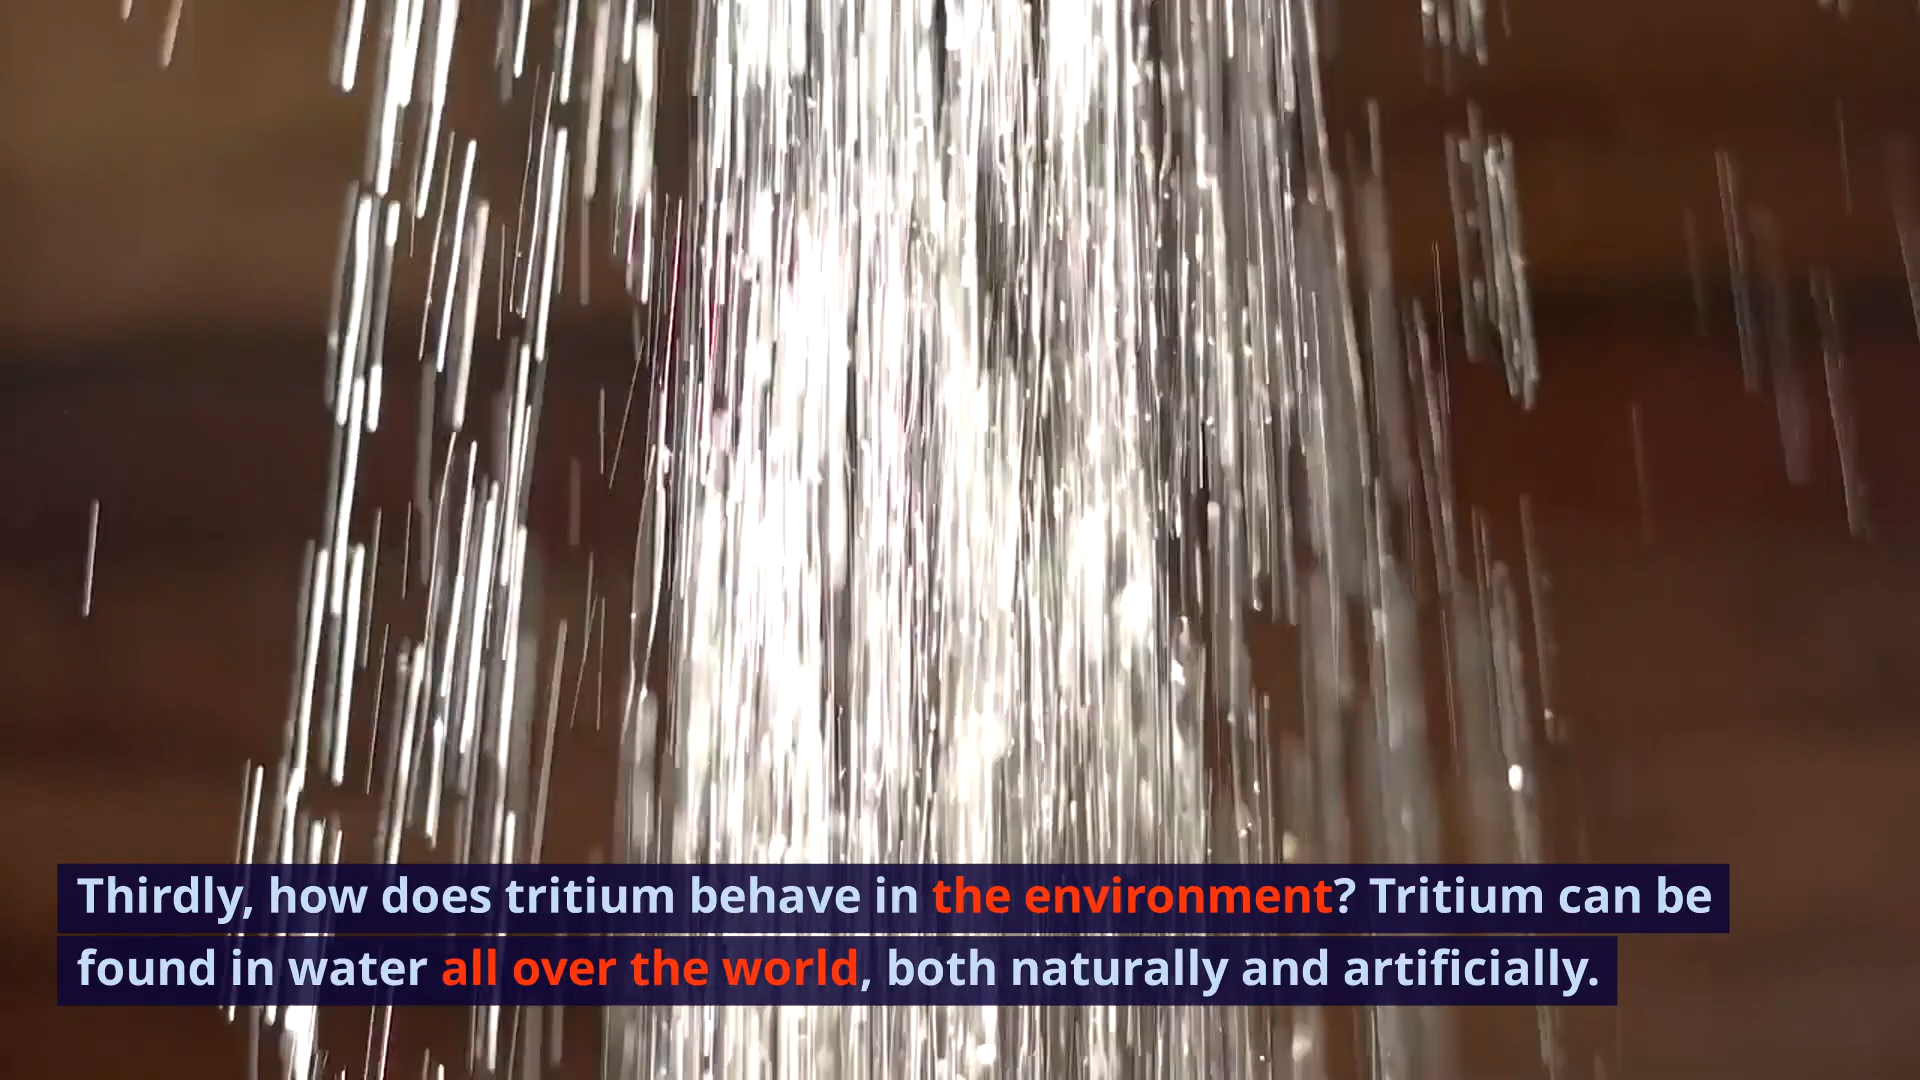 Thirdly, how does tritium behave in the environment? Tritium can be
found in water all over the world, both naturally and artificially.